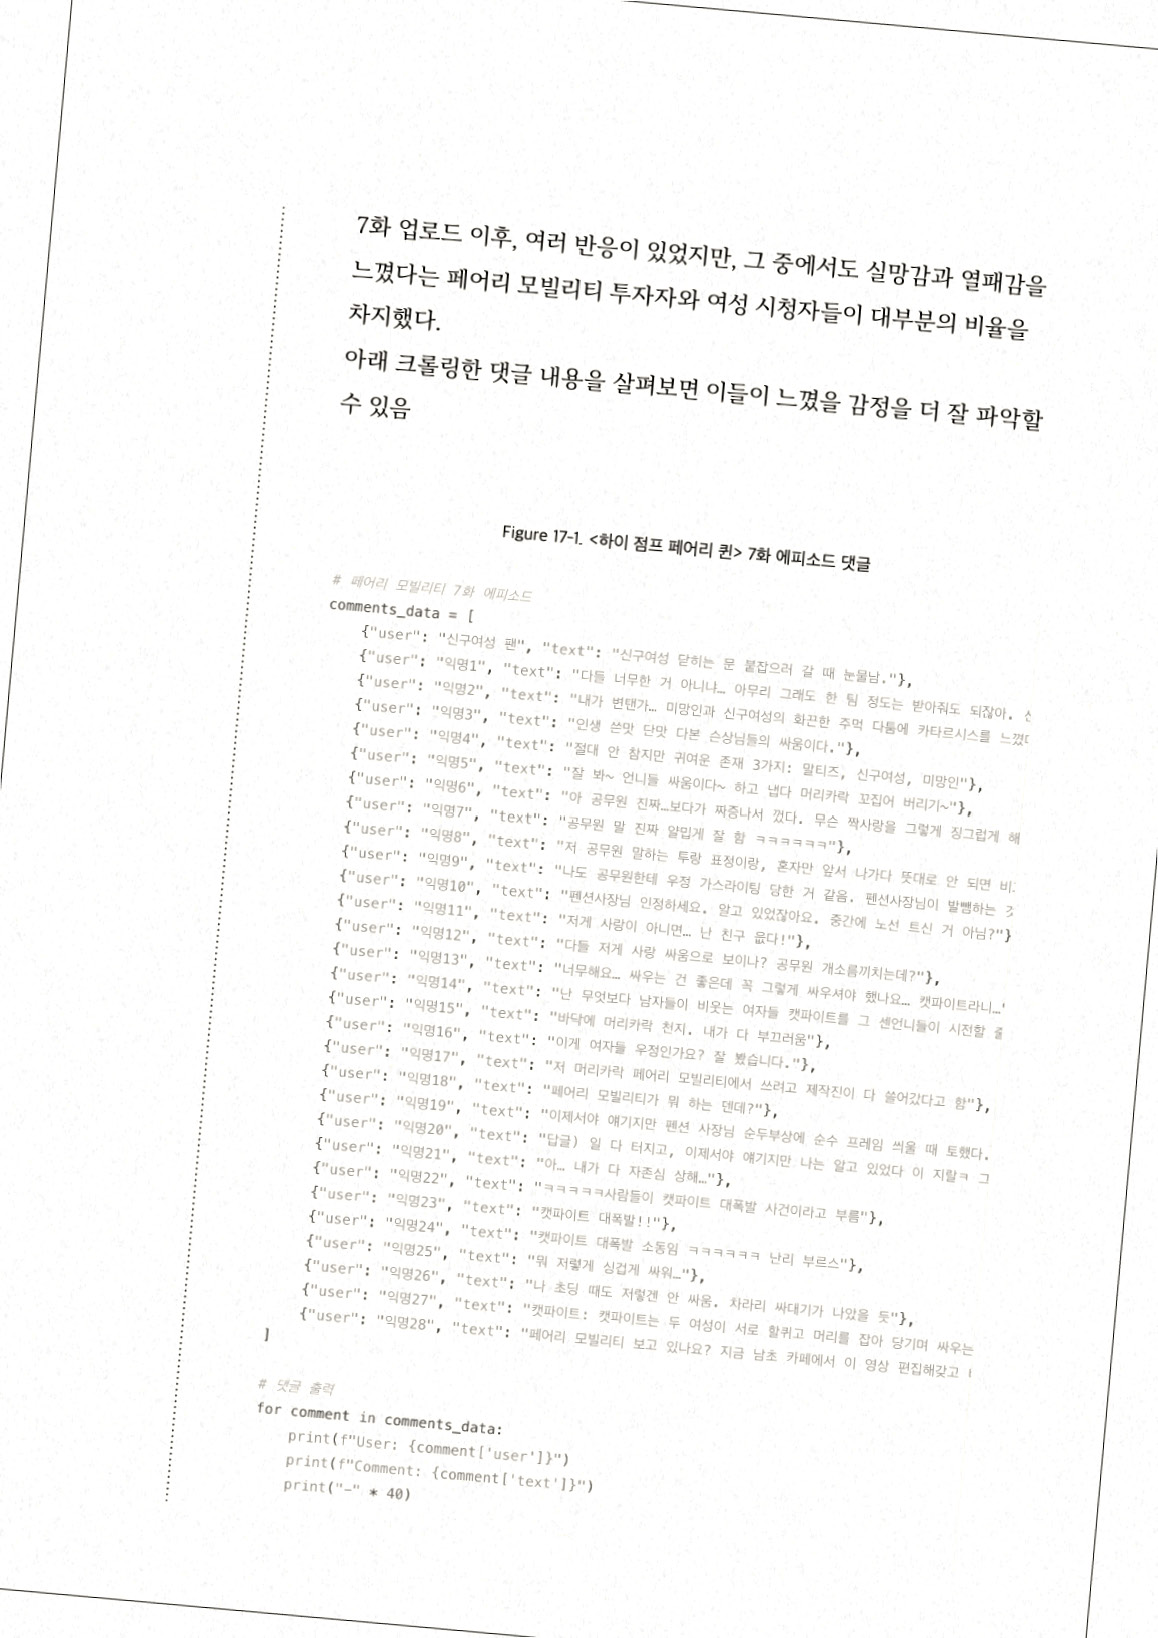 7화 업로드 이후, 여러 반응이 있었지만, 그 중에서도 실망감과 열패감을
느꼈다는 페어리 모빌리티 투자자와 여성 시청자들이 대부분의 비율을
차지했다.
아래 크롤링한 댓글 내용을 살펴보면 이들이 느꼈을 감정을 더 잘 파악할
수 있음
Figure 17-1. <하이 점프 페어리 퀸> 7화 에피소드 댓글
# 페어리 모빌리티 7화 에피소드
comments_data = [
{"user": "신구여성 팬", "text": "신구여성 닫히는 문 붙잡으러 갈 때 눈물남."},
{"user": "익명1", "text": "다들 너무한 거 아니냐… 아무리 그래도 한 팀 정도는 받아줘도 되잖아.
{"user": "익명2", "text": "내가 변탠가… 미망인과 신구여성의 화끈한 주먹 다툼에 카타르시스를 느꼈
{"user": "익명3", "text": "인생 쓴맛 단맛 다본 슨상님들의 싸움이다."},
{"user": "익명4", "text": "절대 안 참지만 귀여운 존재 3가지: 말티즈, 신구여성, 미망인"},
{"user": "익명5", "text": "잘 봐~ 언니들 싸움이다~ 하고 냅다 머리카락 꼬집어 버리기~"},
{"user": "익명6", "text": "아 공무원 진짜…보다가 짜증나서 껐다. 무슨 짝사랑을 그렇게 징그럽게 해
{"user": "익명7", "text": "공무원 말 진짜 얄밉게 잘 함 ㅋㅋㅋㅋㅋㅋ"},
{"user": "익명8", "text": "저 공무원 말하는 투랑 표정이랑, 혼자만 앞서 나가다 뜻대로 안 되면 비
{"user": "익명9", "text": "나도 공무원한테 우정 가스라이팅 당한 거 같음. 펜션사장님이 발뺌하는
{"user": "익명10", "text": "펜션사장님 인정하세요. 알고 있었잖아요. 중간에 노선 트신 거 아님?"}
{"user": "익명11", "text": "저게 사랑이 아니면… 난 친구 읎다!"},
{"user": "익명12", "text": "다들 저게 사랑 싸움으로 보이나? 공무원 개소름끼치는데?"},
{"user": "익명13", "text": "너무해요… 싸우는 건 좋은데 꼭 그렇게 싸우셔야 했나요… 캣파이트라니…"
{"user": "익명14", "text": "난 무엇보다 남자들이 비웃는 여자들 캣파이트를 그 센언니들이 시전할
{"user": "익명15", "text": "바닥에 머리카락 천지. 내가 다 부끄러움"},
{"user": "익명16", "text": "이게 여자들 우정인가요? 잘 봤습니다."},
{"user": "익명17", "text": "저 머리카락 페어리 모빌리티에서 쓰려고 제작진이 다 쓸어갔다고 함"},
{"user": "익명18", "text": "페어리 모빌리티가 뭐 하는 덴데?"},
{"user": "익명19", "text": "이제서야 얘기지만 펜션 사장님 순두부상에 순수 프레임 씌울 때 토했다.
{"user": "익명20", "text": "답글) 일 다 터지고, 이제서야 얘기지만 나는 알고 있었다 이 지랄ㅋ 그
{"user": "익명21", "text": "아… 내가 다 자존심 상해…"},
{"user": "익명22", "text": "ㅋㅋㅋㅋㅋ사람들이 캣파이트 대폭발 사건이라고 부름"},
{"user": "익명23", "text": "캣파이트 대폭발!!"},
{"user": "익명24", "text": "캣파이트 대폭발 소동임 ㅋㅋㅋㅋㅋㅋ 난리 부르스"},
{"user": "익명25", "text": "뭐 저렇게 싱겁게 싸워…"},
{"user": "익명26", "text": "나 초딩 때도 저렇겐 안 싸움. 차라리 싸대기가 나았을 듯"},
{"user": "익명27", "text": "캣파이트: 캣파이트는 두 여성이 서로 할퀴고 머리를 잡아 당기며 싸우는
{"user": "익명28", "text": "페어리 모빌리티 보고 있나요? 지금 남초 카페에서 이 영상 편집해갖고
]
# 댓글 출력
for comment in comments_data:
print(f"User: {comment['user']}")
print(f"Comment: {comment['text']}")
print("—" * 40)